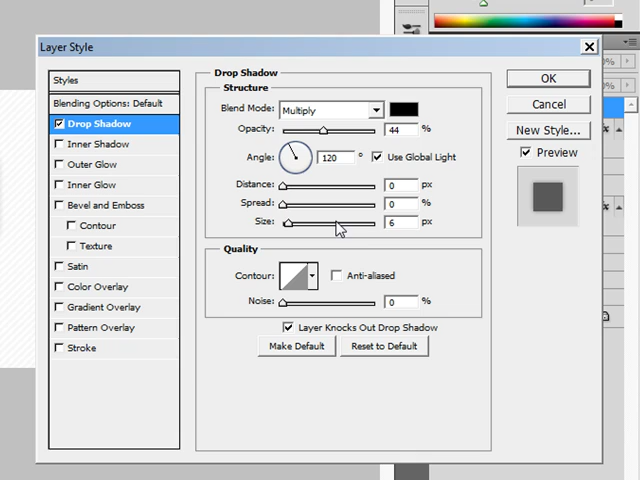 Layer Style
Styles
Blending Options: Default
Drop Shadow
Inner Shadow
Outer Glow
Inner Glow
Bevel and Emboss
Contour
Texture
Satin
Color Overlay
Gradient Overlay
Pattern Overlay
Stroke
Drop Shadow
Structure
Blend Mode: Multiply
Opacity: 44 %
Angle: 120 ° Use Global Light
Distance: 0 px
Spread: 0 %
Size: 6 px
Quality
Contour: Anti-aliased
Noise: 0 %
Layer Knocks Out Drop Shadow
Make Default Reset to Default
OK
Cancel
New Style...
Preview